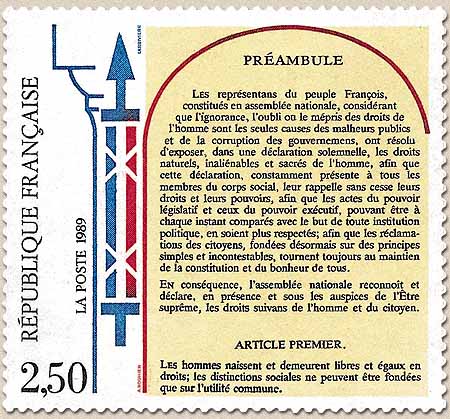 RÉPUBLIQUE FRANÇAISE
LA POSTE 1989
2,50
PRÉAMBULE
Les représentans du peuple François,
constitués en assemblée nationale, considérant
que l'ignorance, l'oubli ou le mépris des droits de
l'homme sont les seules causes des malheurs publics
et de la corruption des gouvernemens, ont résolu
d'exposer, dans une déclaration solemnelle, les droits
naturels, inaliénables et sacrés de l'homme, afin que
cette déclaration, constamment présente à tous les
membres du corps social, leur rappelle sans cesse leurs
droits et leurs pouvoirs, afin que les actes du pouvoir
législatif et ceux du pouvoir exécutif, pouvant être à
chaque instant comparés avec le but de toute institution
politique, en soient plus respectés; afin que les réclama-
tions des citoyens, fondées désormais sur des principes
simples et incontestables, tournent toujours au maintien
de la constitution et du bonheur de tous.
En conséquence, l'assemblée nationale reconnoît et
déclare, en présence et sous les auspices de l'Être
suprême, les droits suivans de l'homme et du citoyen.
ARTICLE PREMIER.
Les hommes naissent et demeurent libres et égaux en
droits; les distinctions sociales ne peuvent être fondées
que sur l'utilité commune.